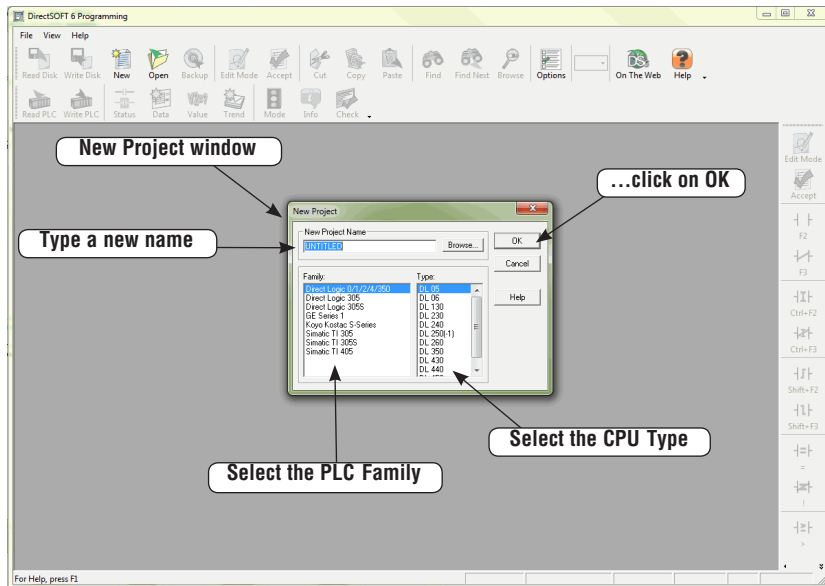 DirectSOFT 6 Programming
File View Help
Read Disk Write Disk New Open Backup Edit Mode Accept Cut Copy Paste Find Find Next Browse Options On The Web Help
Read PLC Write PLC Status Data Value Trend Mode Info Check
New Project window
...click on OK
Type a new name
New Project
New Project Name
UNTITLED
Browse...
OK
Cancel
Help
Family:
Direct Logic 0/1/2/4/350
Direct Logic 305
Direct Logic 305S
GE Series 1
Koyo Kostac S-Series
Simatic TI 305
Simatic TI 305S
Simatic TI 405
Type:
DL 05
DL 06
DL 130
DL 230
DL 240
DL 250(-1)
DL 260
DL 350
DL 430
DL 440
DL 450
Select the CPU Type
Select the PLC Family
Edit Mode
Accept
F2
F3
Ctrl+F2
Ctrl+F3
Shift+F2
Shift+F3
=
!
>
For Help, press F1